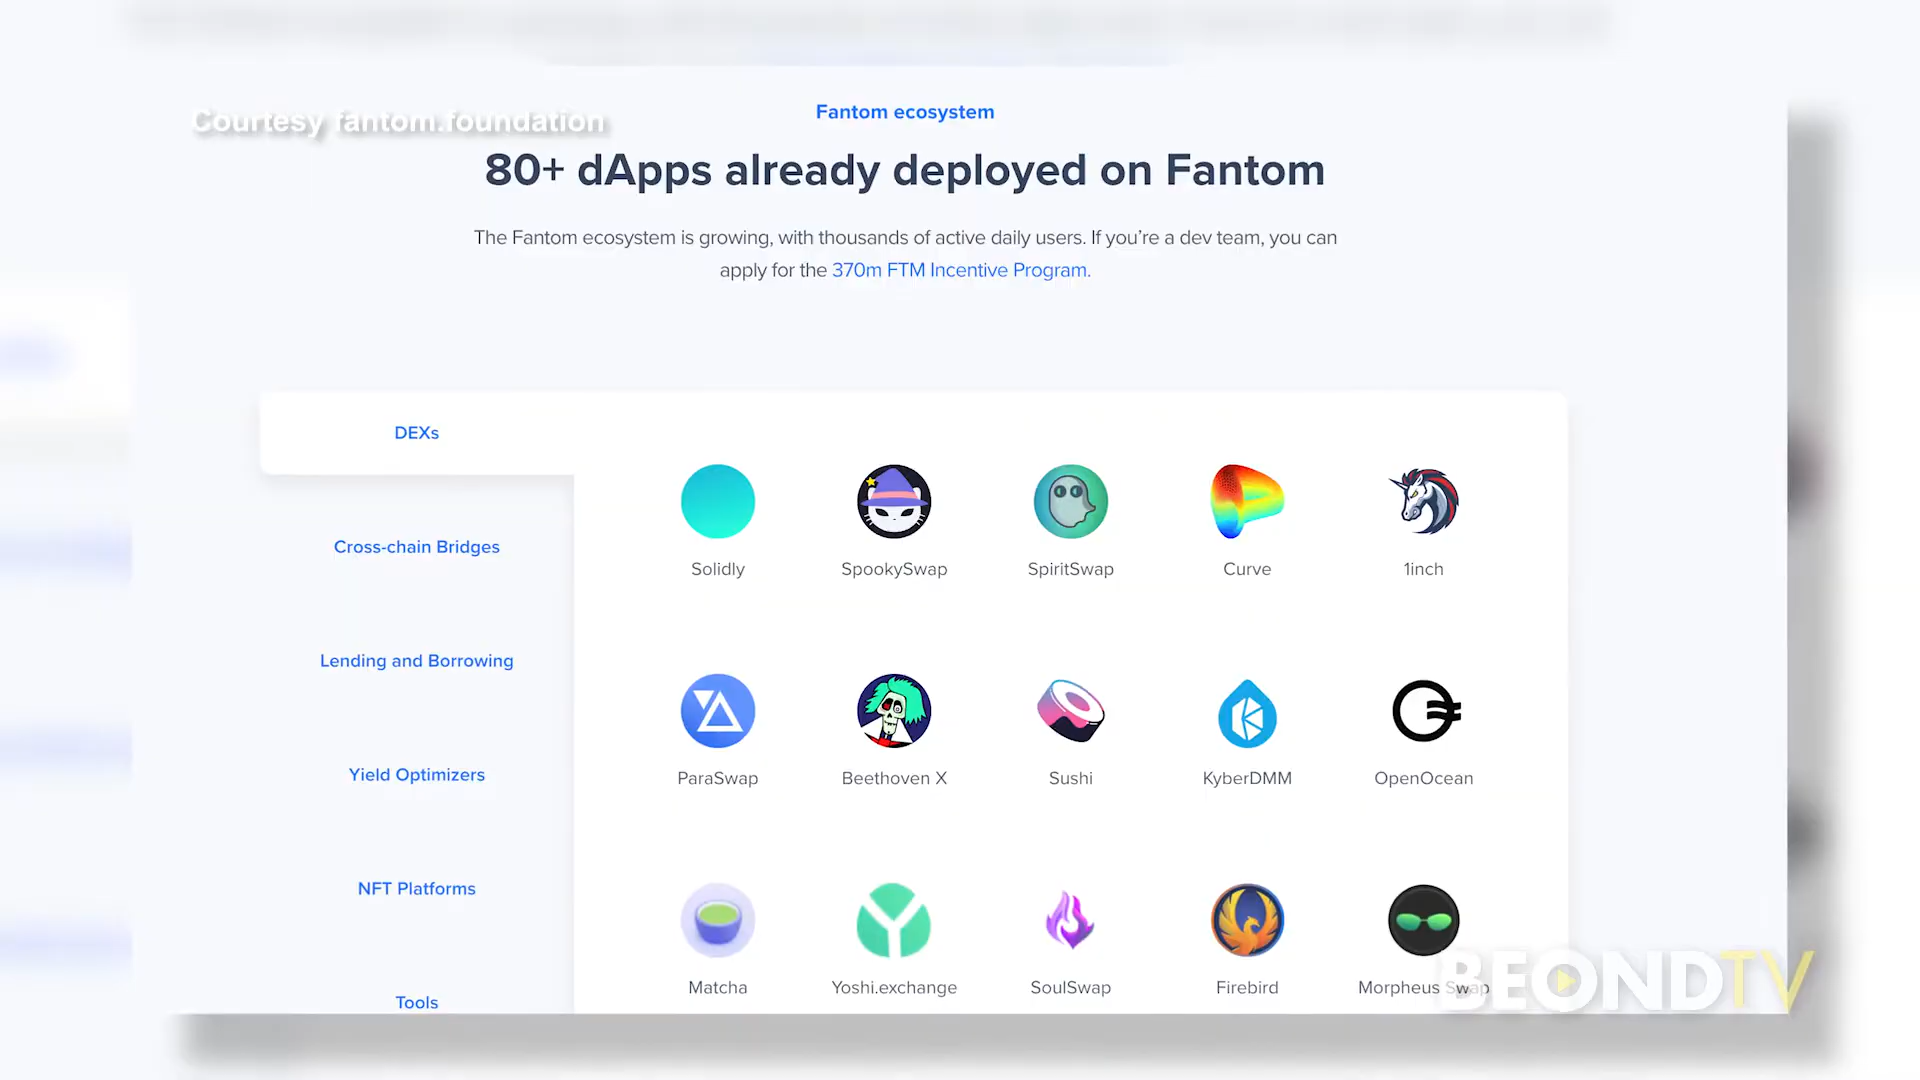 Courtesy fantom.foundation
Fantom ecosystem
80+ dApps already deployed on Fantom
The Fantom ecosystem is growing, with thousands of active daily users. If you’re a dev team, you can
apply for the 370m FTM Incentive Program.
DEXs
Cross-chain Bridges
Lending and Borrowing
Yield Optimizers
NFT Platforms
Tools
Solidly SpookySwap SpiritSwap Curve 1inch
ParaSwap Beethoven X Sushi KyberDMM OpenOcean
Matcha Yoshi.exchange SoulSwap Firebird Morpheus Swap
BEONDTV